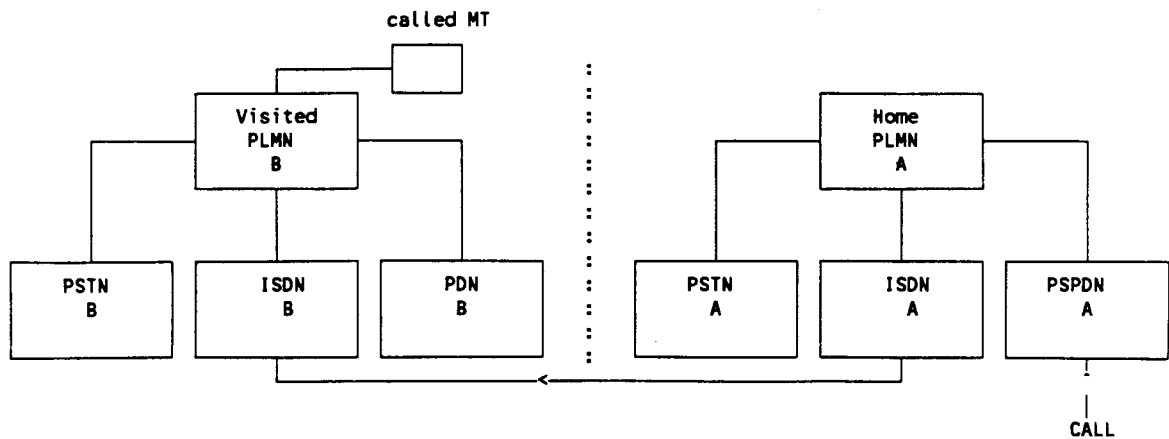 called MT
Visited
PLMN
B
Home
PLMN
A
PSTN
B
ISDN
B
PDN
B
PSTN
A
ISDN
A
PSPDN
A
CALL